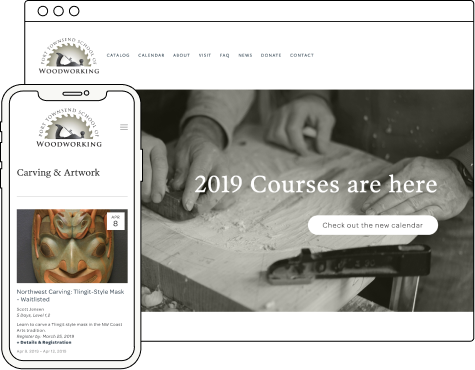 PORT TOWNSEND SCHOOL OF
WOODWORKING
CATALOG CALENDAR ABOUT VISIT FAQ NEWS DONATE CONTACT
2019 Courses are here
Check out the new calendar
PORT TOWNSEND SCHOOL OF
WOODWORKING
Carving & Artwork
APR
8
Northwest Carving: Tlingit-Style Mask
- Waitlisted
Scott Jensen
5 Days, Level 1.5
Learn to carve a Tlingit style mask in the NW Coast
Arts tradition.
Register by: March 25, 2019
» Details & Registration
Apr 8, 2019 - Apr 12, 2019